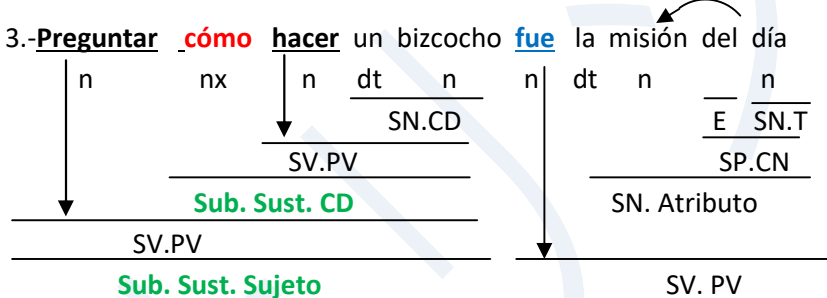 3.-Preguntar cómo hacer un bizcocho fue la misión del día
n nx n dt n n dt n n
SN.CD E SN.T
SV.PV SP.CN
Sub. Sust. CD SN. Atributo
SV.PV
Sub. Sust. Sujeto SV. PV